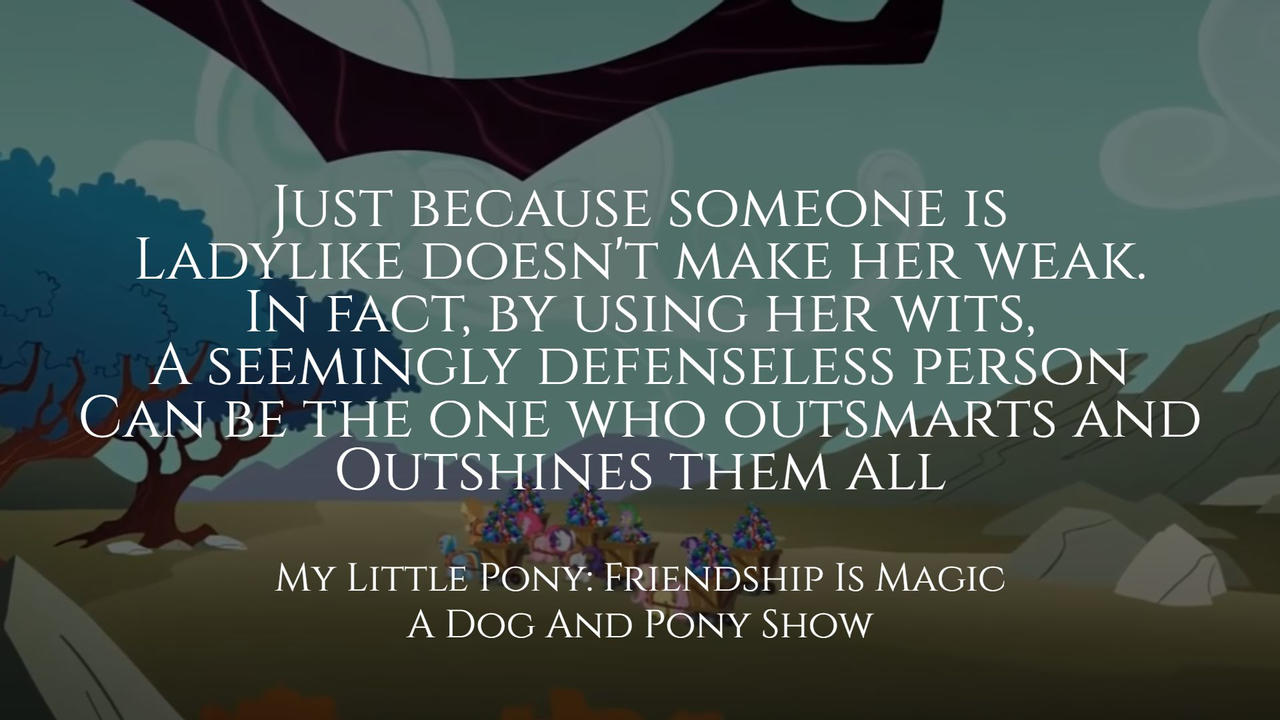 Just because someone is
Ladylike doesn't make her weak.
In fact, by using her wits,
A seemingly defenseless person
Can be the one who outsmarts and
Outshines them all
My Little Pony: Friendship Is Magic
A Dog And Pony Show